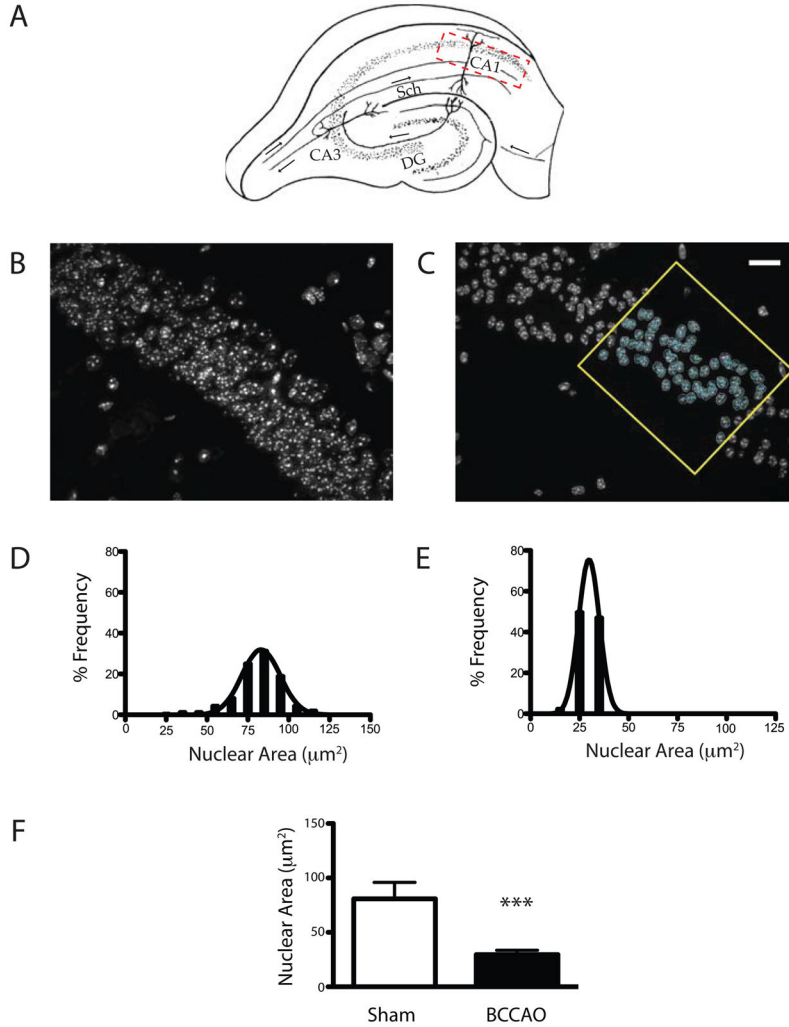 A
CA1
Sch
CA3
DG
B
C
D
% Frequency
80
60
40
20
0
0 25 50 75 100 125 150
Nuclear Area (μm²)
E
% Frequency
80
60
40
20
0
0 25 50 75 100 125
Nuclear Area (μm²)
F
Nuclear Area (μm²)
150
100
50
0
***
Sham BCCAO